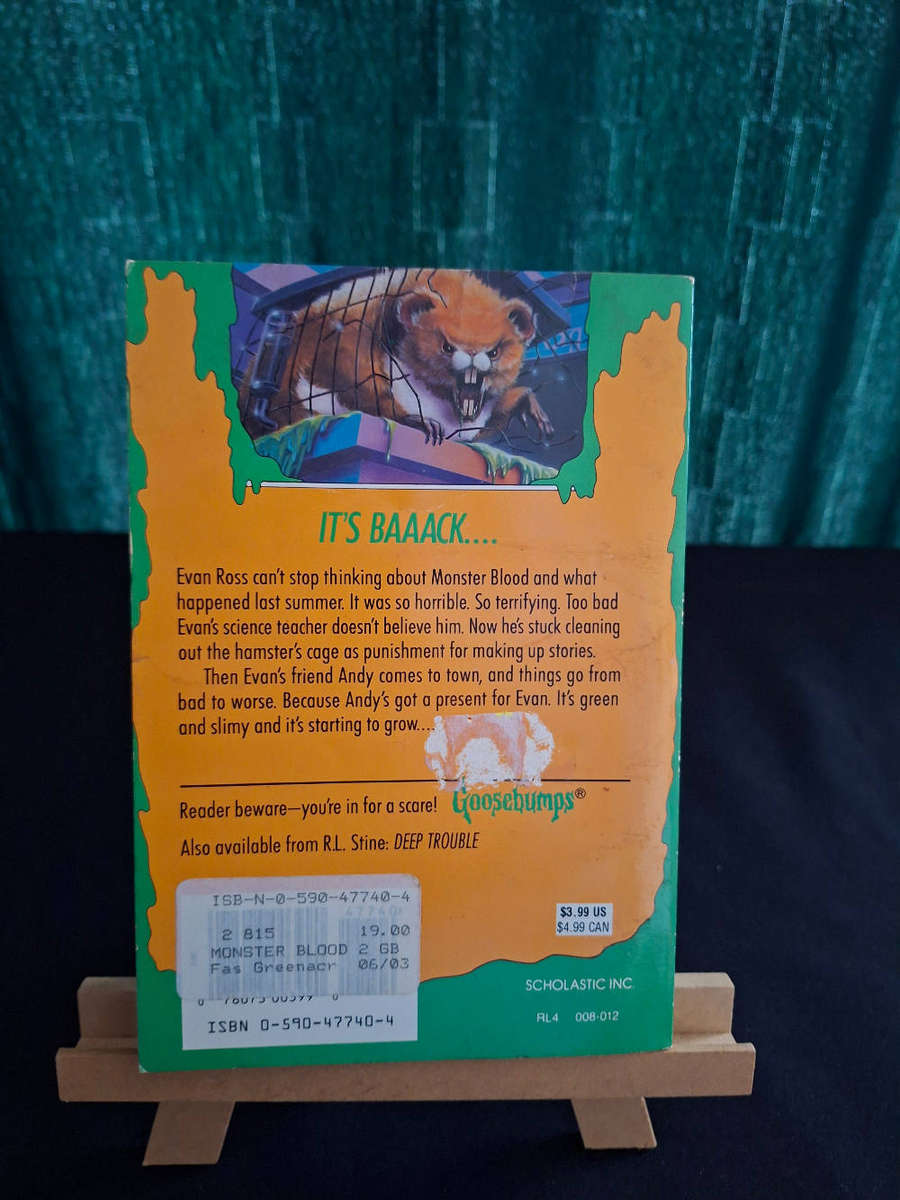 IT'S BAAACK....
Evan Ross can't stop thinking about Monster Blood and what
happened last summer. It was so horrible. So terrifying. Too bad
Evan's science teacher doesn't believe him. Now he's stuck cleaning
out the hamster's cage as punishment for making up stories.
Then Evan's friend Andy comes to town, and things go from
bad to worse. Because Andy's got a present for Evan. It's green
and slimy and it's starting to grow....
Reader beware—you're in for a scare! Goosebumps®
Also available from R.L. Stine: DEEP TROUBLE
ISB-N-0-590-47740-4
47740
2 815 19.00
MONSTER BLOOD 2 GB
Fas Greenacr 06/03
$3.99 US
$4.99 CAN
ISBN 0-590-47740-4
SCHOLASTIC INC.
RL4 008-012